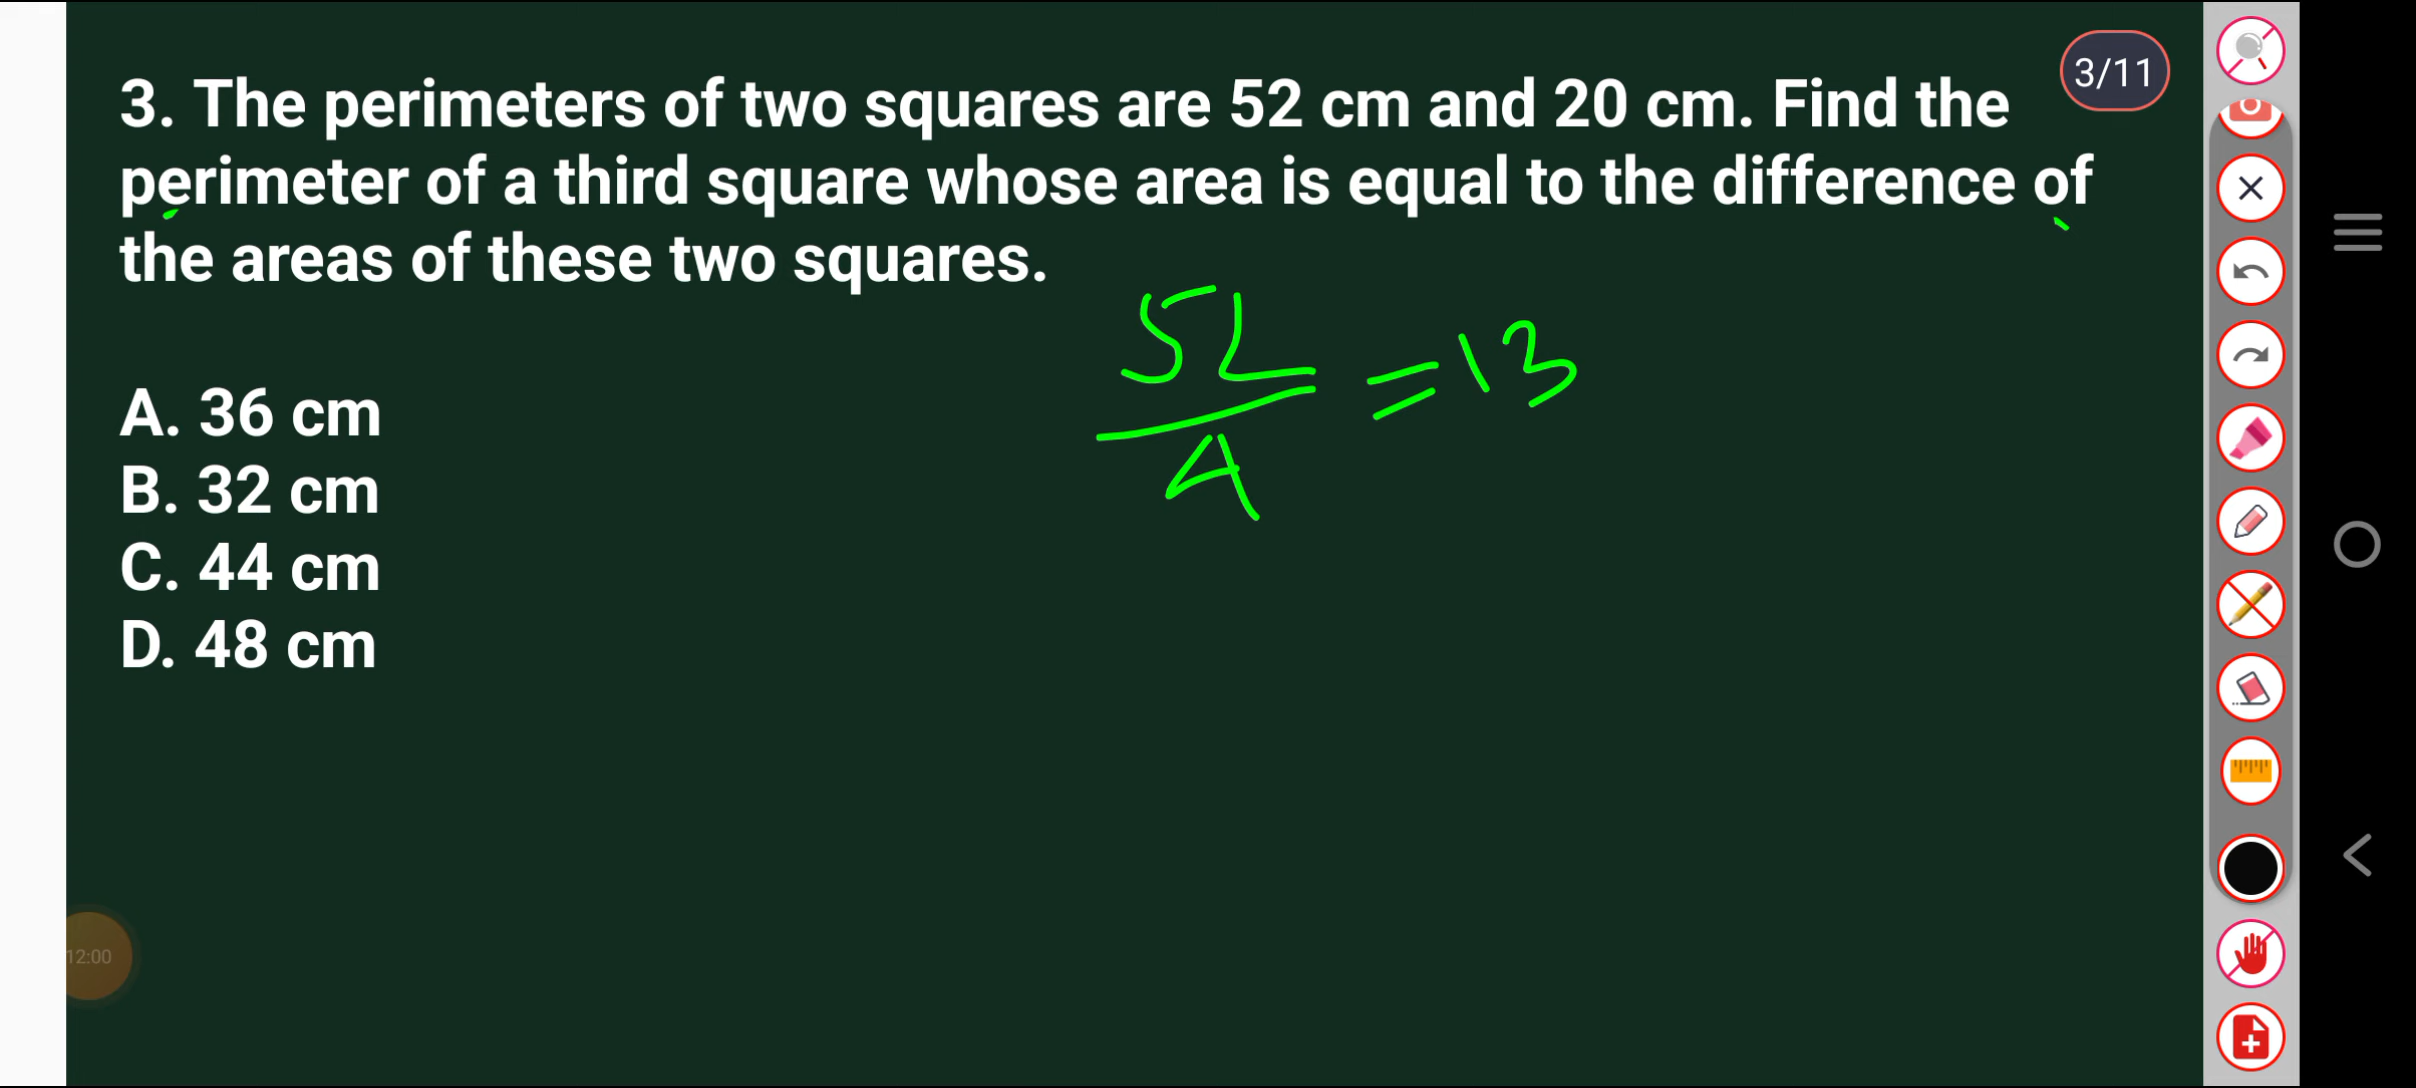 3/11
3. The perimeters of two squares are 52 cm and 20 cm. Find the
perimeter of a third square whose area is equal to the difference of
the areas of these two squares.
52
4
=13
A. 36 cm
B. 32 cm
C. 44 cm
D. 48 cm
12:00